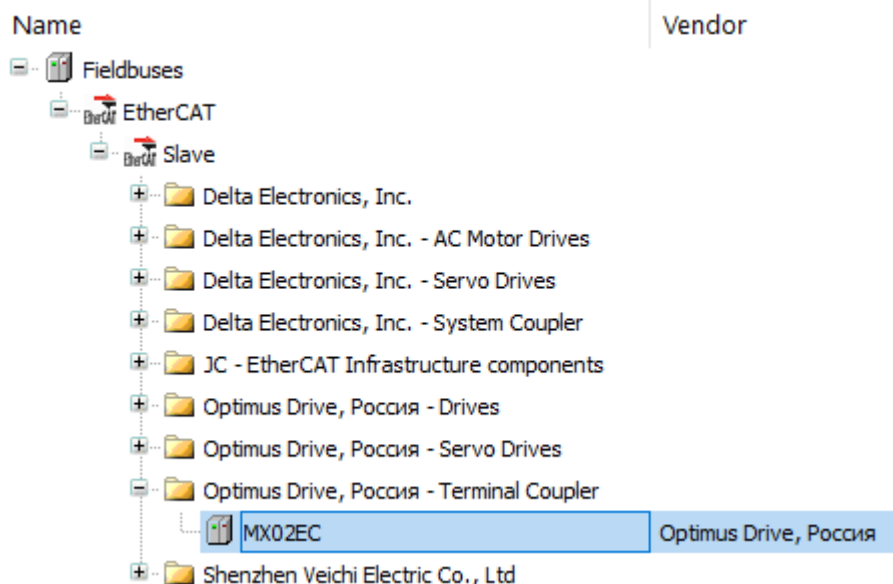 Name Vendor
Fieldbuses
EtherCAT EtherCAT
EtherCAT Slave
Delta Electronics, Inc.
Delta Electronics, Inc. - AC Motor Drives
Delta Electronics, Inc. - Servo Drives
Delta Electronics, Inc. - System Coupler
JC - EtherCAT Infrastructure components
Optimus Drive, Россия - Drives
Optimus Drive, Россия - Servo Drives
Optimus Drive, Россия - Terminal Coupler
MX02EC Optimus Drive, Россия
Shenzhen Veichi Electric Co., Ltd